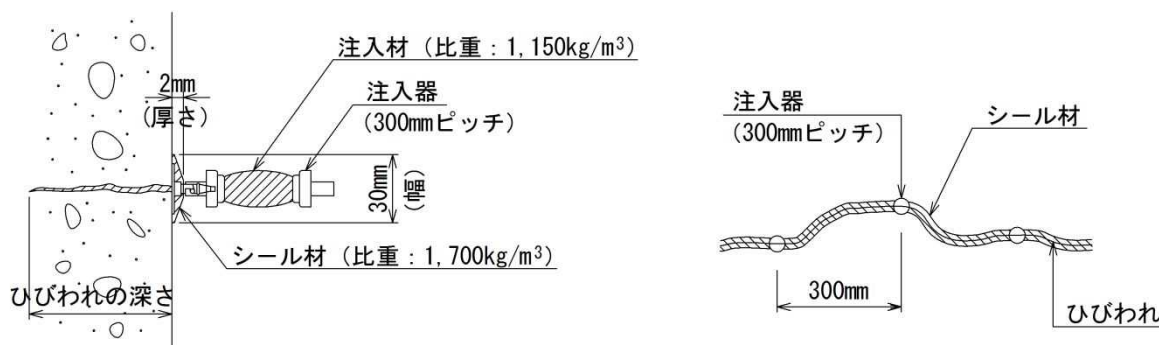 注入材（比重：1,150kg/m³）
2mm
（厚さ）
注入器
（300mmピッチ）
30mm
（幅）
シール材（比重：1,700kg/m³）
ひびわれの深さ
注入器
（300mmピッチ）
シール材
300mm
ひびわれ